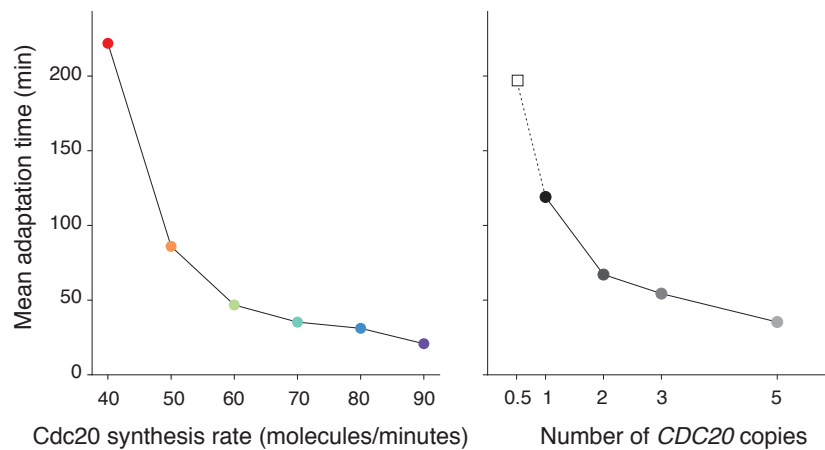 Mean adaptation time (min)
200
150
100
50
0
40 50 60 70 80 90
Cdc20 synthesis rate (molecules/minutes)
0.5 1 2 3 5
Number of CDC20 copies